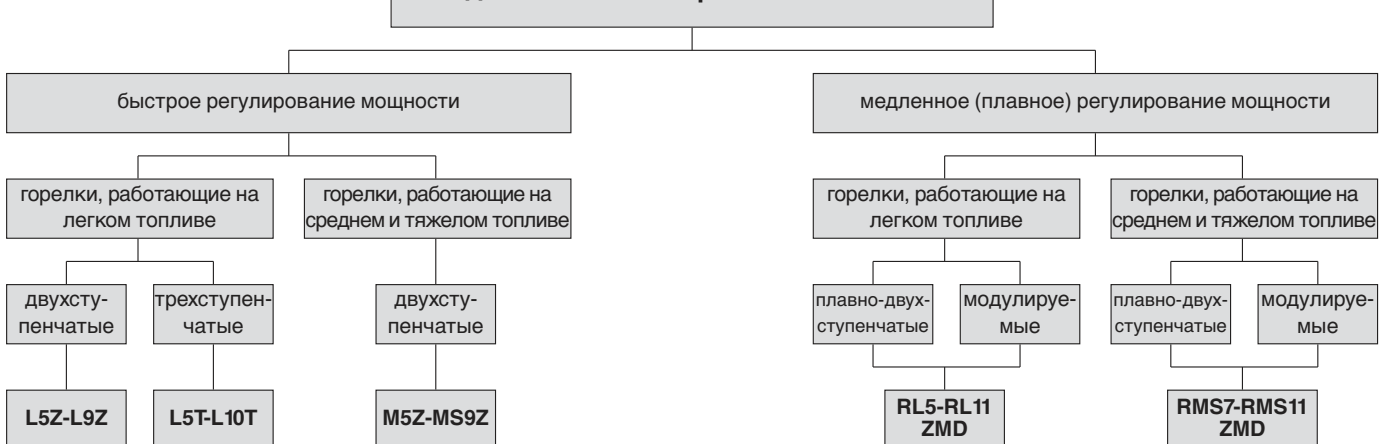 быстрое регулирование мощности
медленное (плавное) регулирование мощности
горелки, работающие на
легком топливе
горелки, работающие на
среднем и тяжелом топливе
горелки, работающие на
легком топливе
горелки, работающие на
среднем и тяжелом топливе
двухсту-
пенчатые
трехступен-
чатые
двухсту-
пенчатые
плавно-двух-
ступенчатые
модулируе-
мые
плавно-двух-
ступенчатые
модулируе-
мые
L5Z-L9Z
L5T-L10T
M5Z-MS9Z
RL5-RL11
ZMD
RMS7-RMS11
ZMD